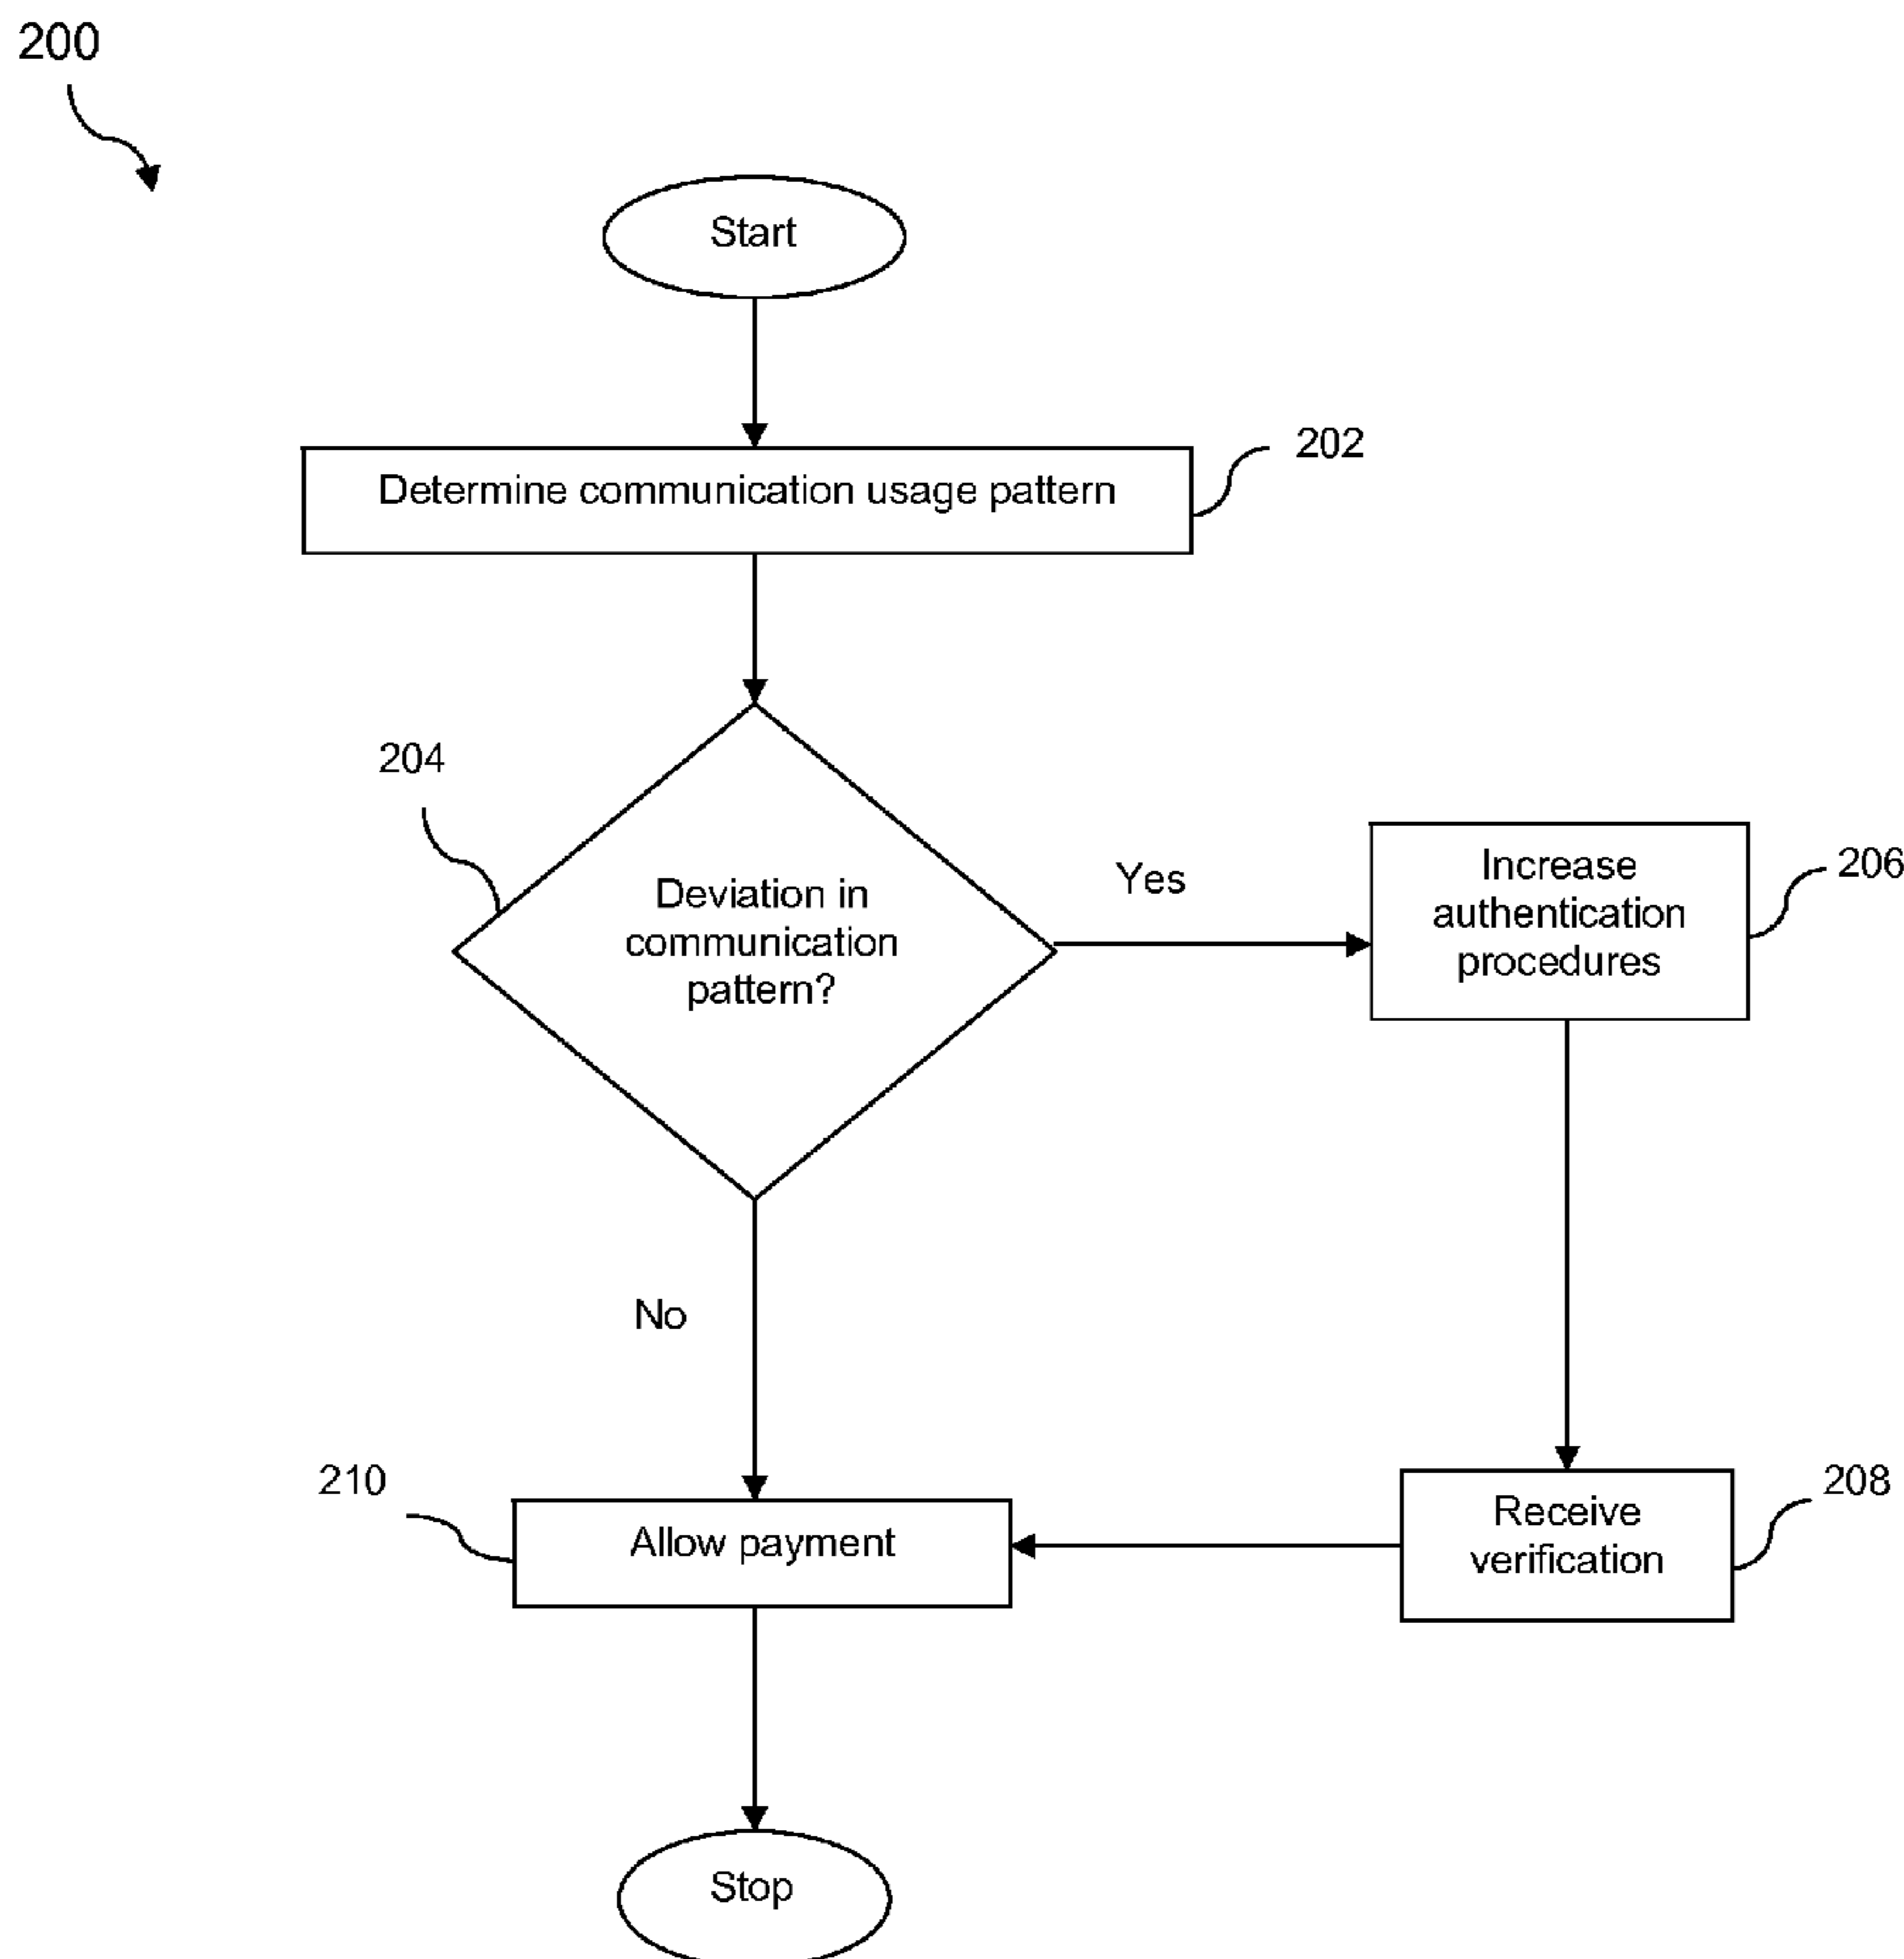 200
Start
Determine communication usage pattern
202
204
Deviation in
communication
pattern?
Yes
Increase
authentication
procedures
206
No
210
Allow payment
Receive
verification
208
Stop